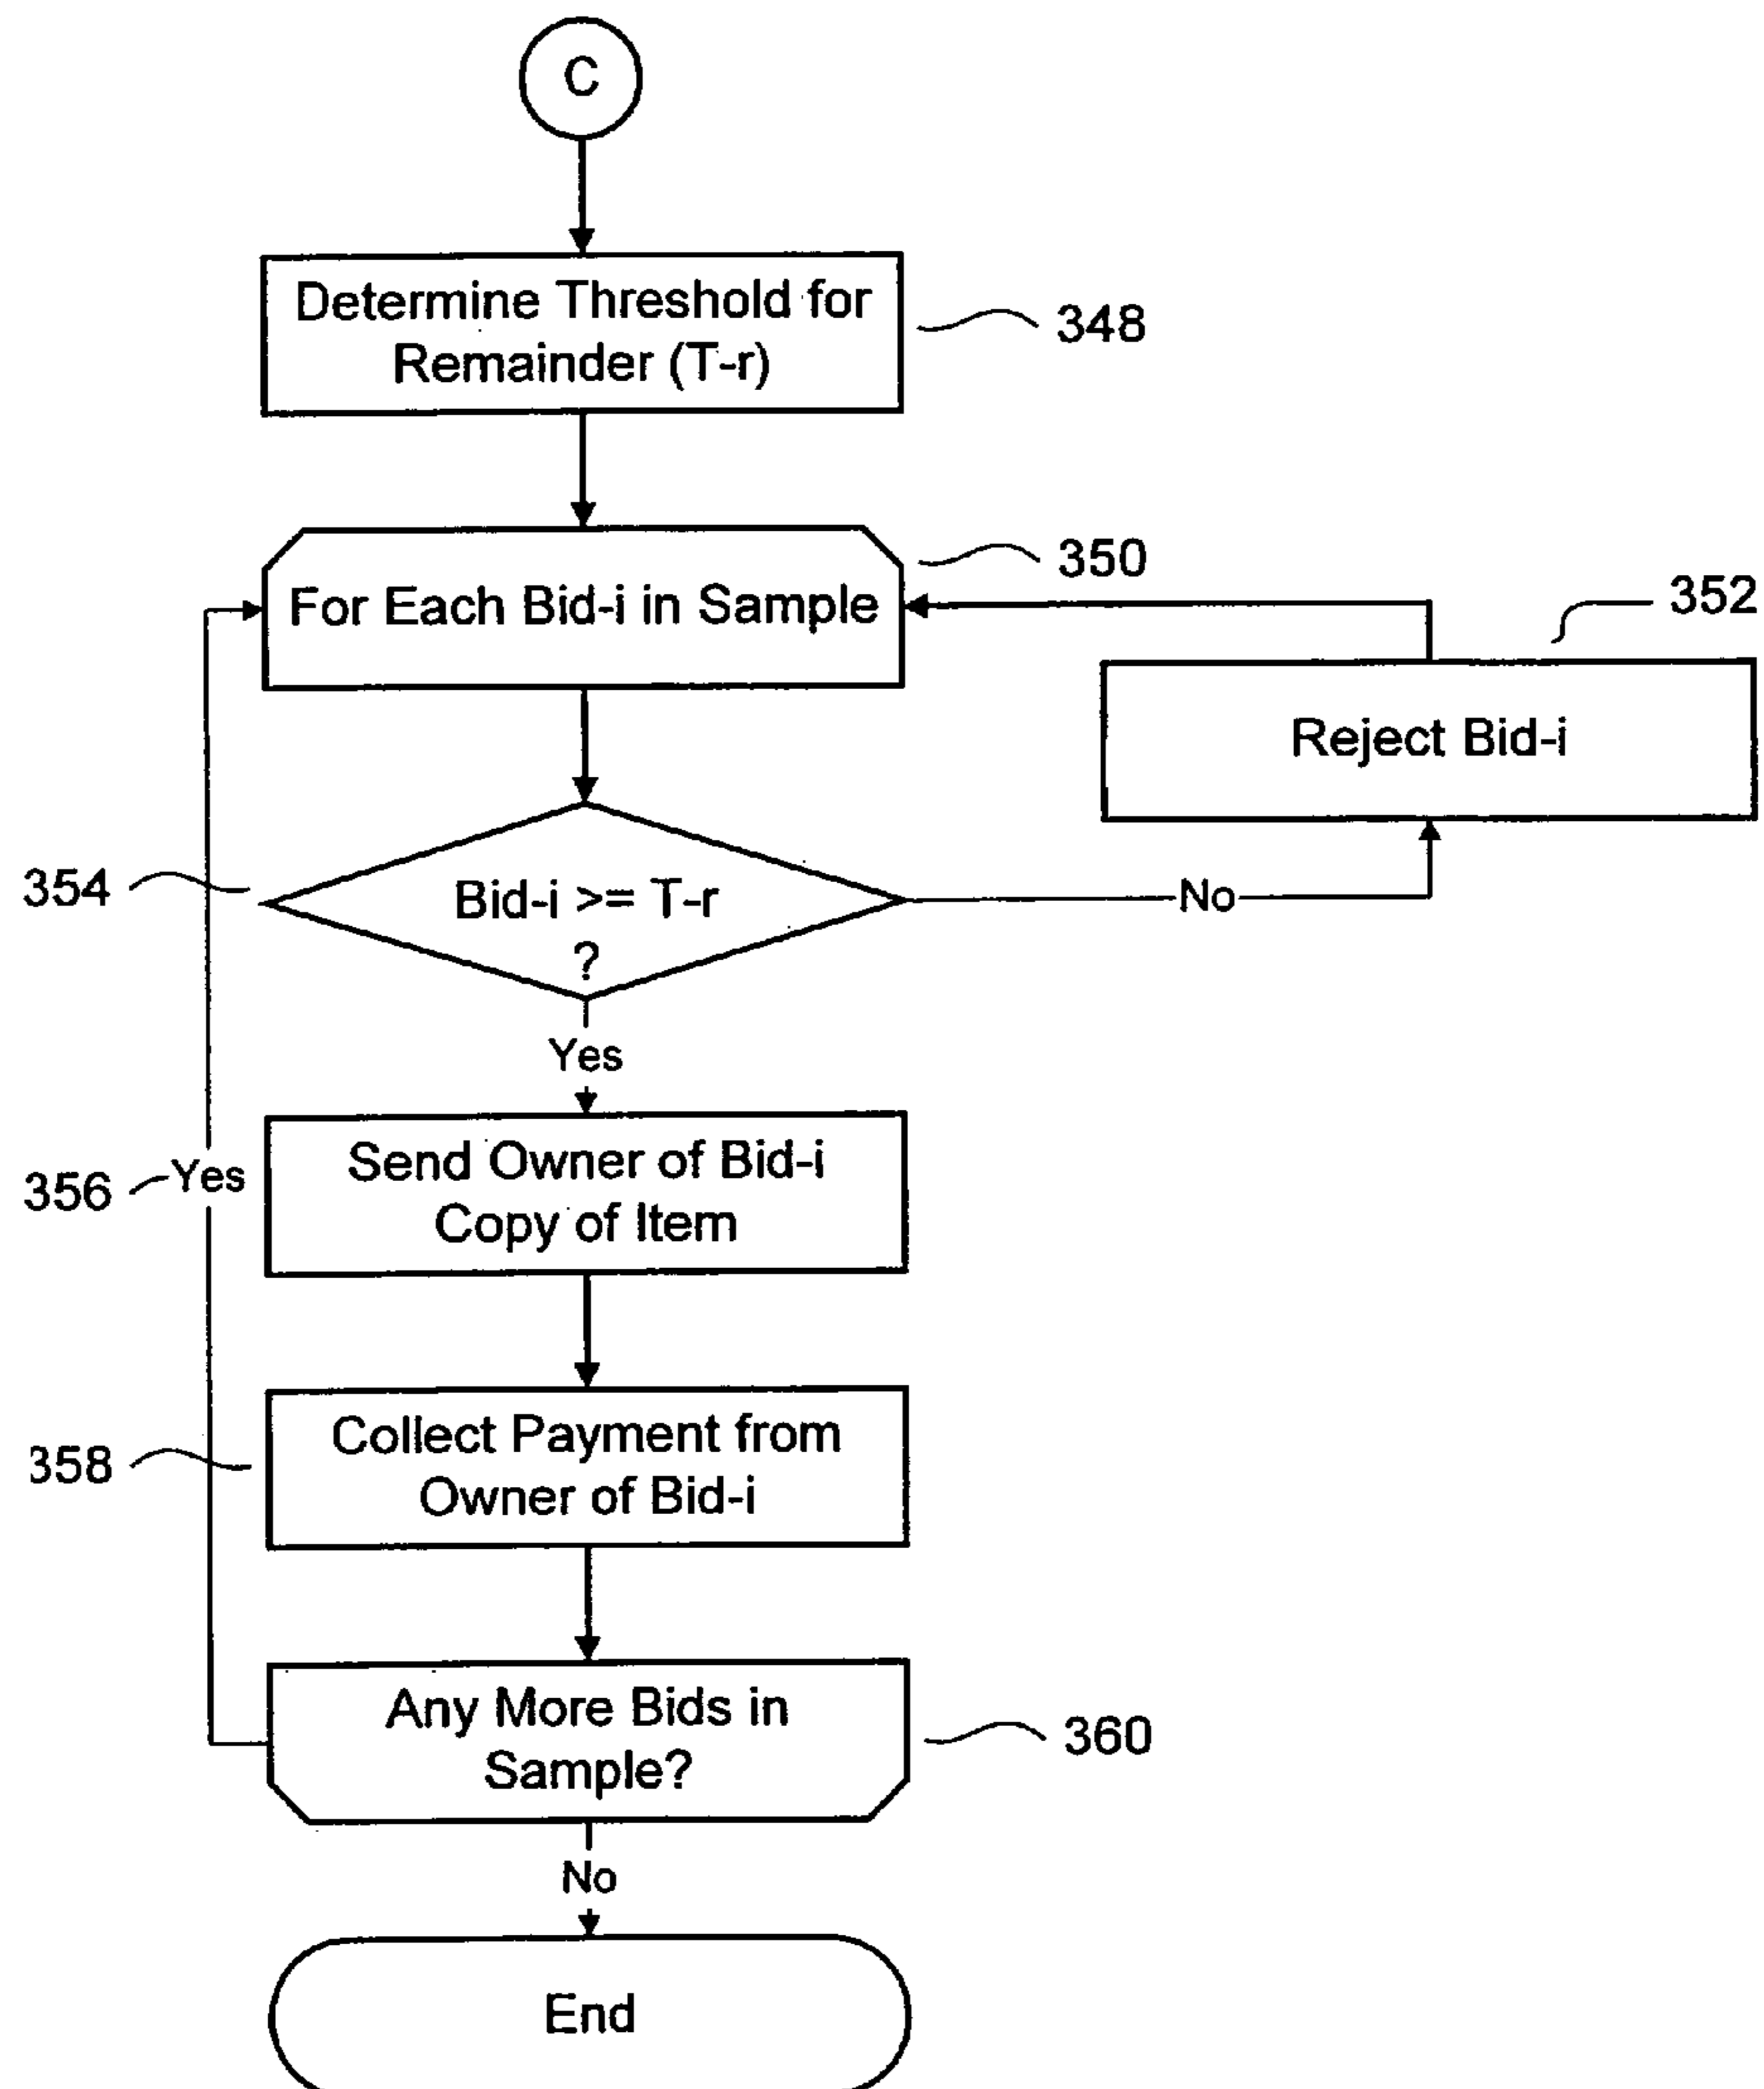 C
Determine Threshold for
Remainder (T-r)
348
350
For Each Bid-i in Sample
352
Reject Bid-i
354
Bid-i >= T-r
?
No
Yes
356
Yes
Send Owner of Bid-i
Copy of Item
358
Collect Payment from
Owner of Bid-i
Any More Bids in
Sample?
360
No
End